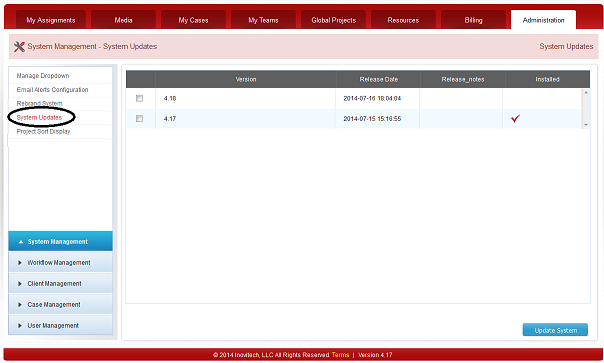 My Assignments Media My Cases My Teams Global Projects Resources Billing Administration
System Management - System Updates System Updates
Manage Dropdown
Email Alerts Configuration
Rebrand System
System Updates
Project Sort Display
System Management
Workflow Management
Client Management
Case Management
User Management
Version Release Date Release_notes Installed
4.18 2014-07-16 18:04:04
4.17 2014-07-15 15:16:55
Update System
© 2014 Inovitech, LLC All Rights Reserved. Terms | Version 4.17